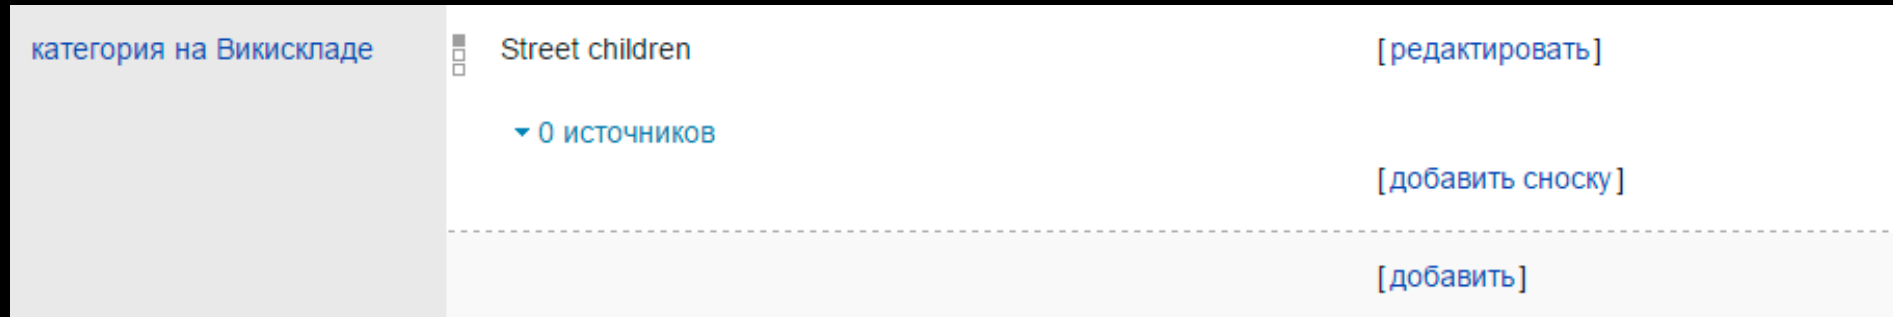 категория на Викискладе
Street children
[редактировать]
0 источников
[добавить сноску]
[добавить]